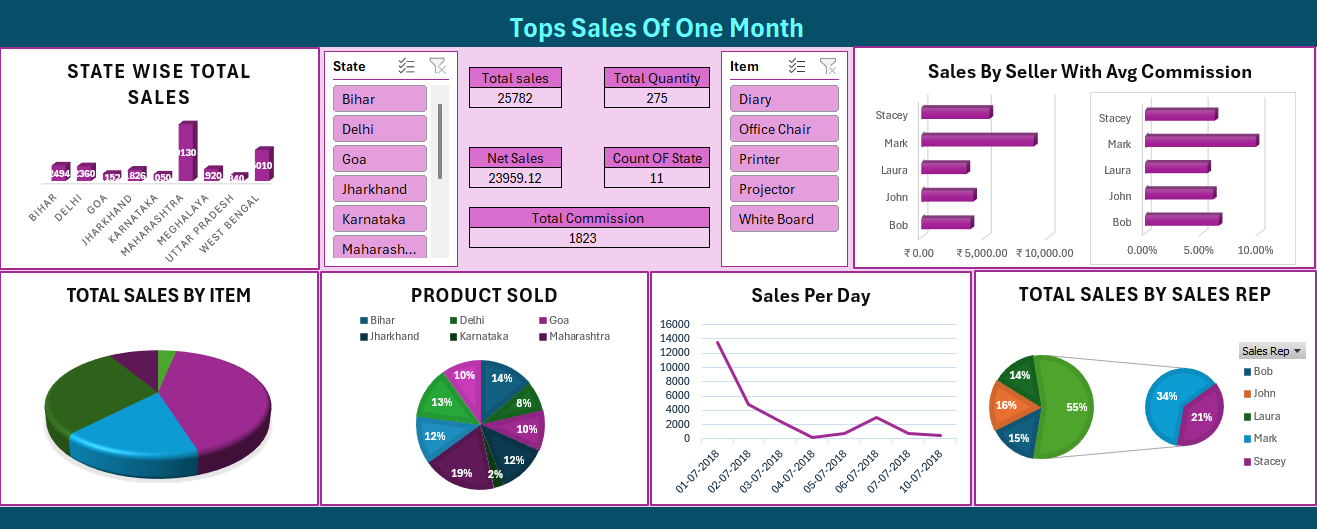 Tops Sales Of One Month
STATE WISE TOTAL
SALES
2494
2360
152
1826
050
9130
1920
840
5010
BIHAR
DELHI
GOA
JHARKHAND
KARNATAKA
MAHARASHTRA
MEGHALAYA
UTTAR PRADESH
WEST BENGAL
State
Bihar
Delhi
Goa
Jharkhand
Karnataka
Maharash...
Total sales
25782
Total Quantity
275
Net Sales
23959.12
Count OF State
11
Total Commission
1823
Item
Diary
Office Chair
Printer
Projector
White Board
Sales By Seller With Avg Commission
Stacey
Mark
Laura
John
Bob
₹ 0.00
₹ 5,000.00
₹ 10,000.00
Stacey
Mark
Laura
John
Bob
0.00%
5.00%
10.00%
TOTAL SALES BY ITEM
PRODUCT SOLD
Bihar
Delhi
Goa
Jharkhand
Karnataka
Maharashtra
14%
8%
10%
12%
2%
19%
12%
13%
10%
Sales Per Day
16000
14000
12000
10000
8000
6000
4000
2000
0
01-07-2018
02-07-2018
03-07-2018
04-07-2018
05-07-2018
06-07-2018
07-07-2018
10-07-2018
TOTAL SALES BY SALES REP
14%
16%
15%
55%
34%
21%
Sales Rep
Bob
John
Laura
Mark
Stacey